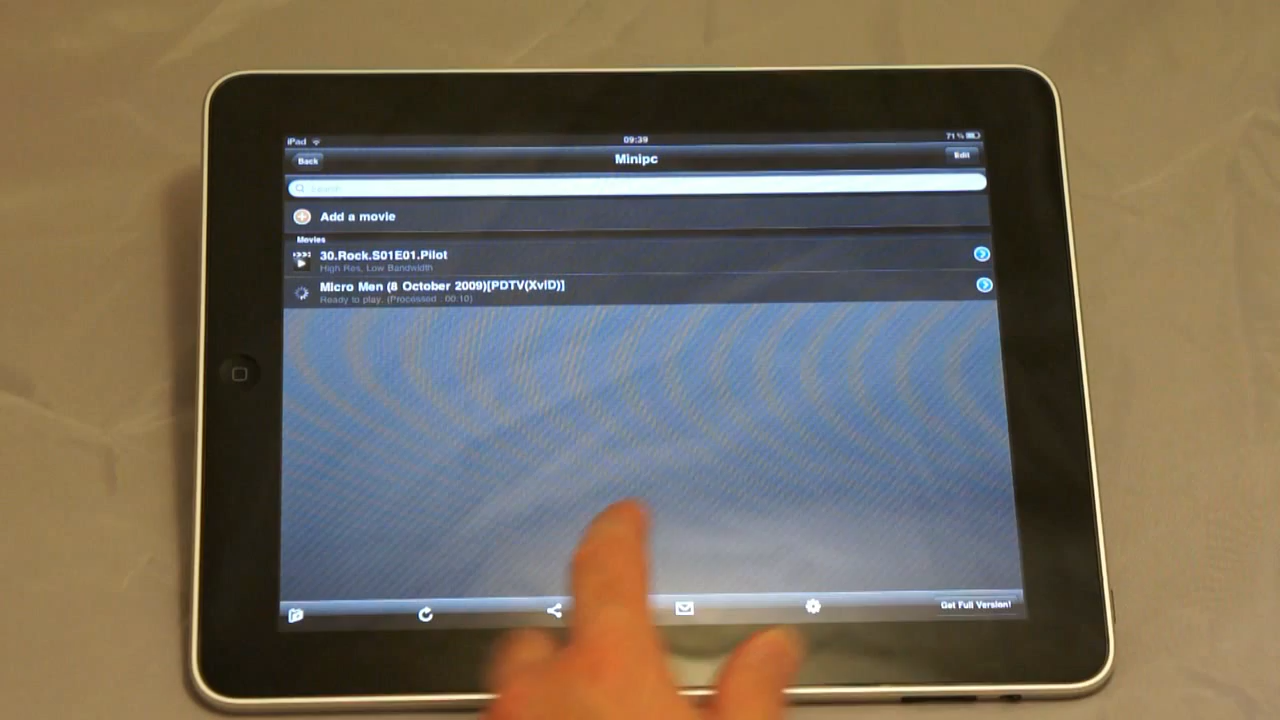 iPad 09:39 71%
Back Minipc Edit
Search
Add a movie
Movies
30.Rock.S01E01.Pilot
High Res, Low Bandwidth
Micro Men (8 October 2009)[PDTV(XviD)]
Ready to play. (Processed : 00:10)
Get Full Version!